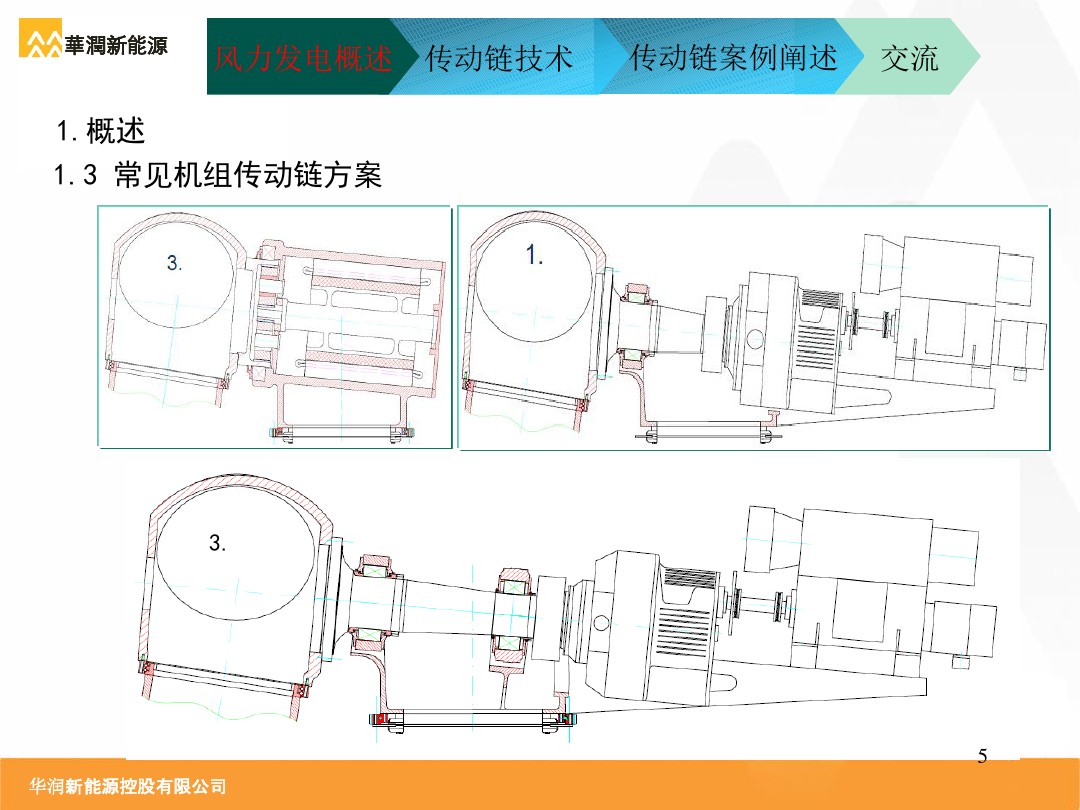 華潤新能源
风力发电概述 传动链技术 传动链案例阐述 交流
1.概述
1.3 常见机组传动链方案
3.
1.
3.
5
华润新能源控股有限公司